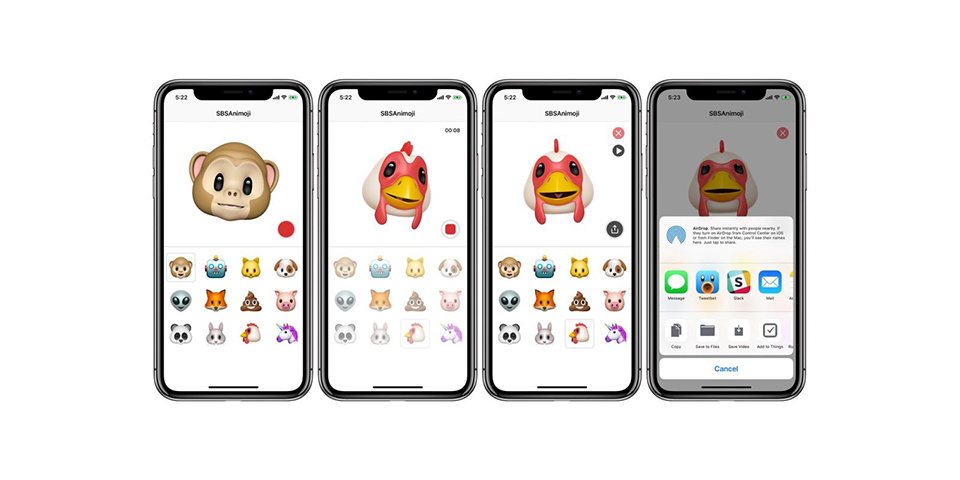 5:22
SBSAnimoji
5:22
SBSAnimoji
00:08
5:22
SBSAnimoji
5:23
SBSAnimoji
AirDrop. Share instantly with people nearby. If
they turn on AirDrop from Control Center on iOS
or from Finder on the Mac, you'll see their names
here. Just tap to share.
Message
Tweetbot
Slack
Mail
Copy
Save to Files
Save Video
Add to Things
Cancel